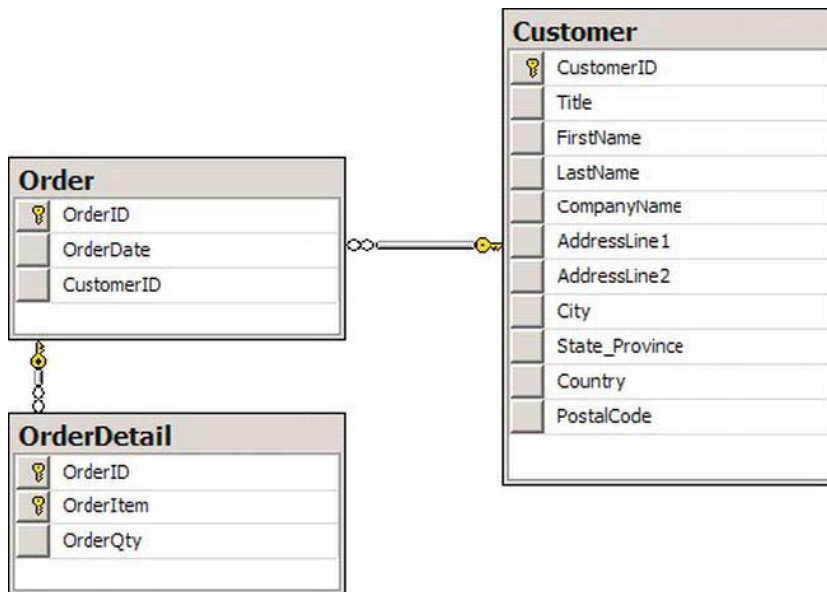 Customer
CustomerID
Title
FirstName
LastName
CompanyName
AddressLine1
AddressLine2
City
State_Province
Country
PostalCode
Order
OrderID
OrderDate
CustomerID
OrderDetail
OrderID
OrderItem
OrderQty